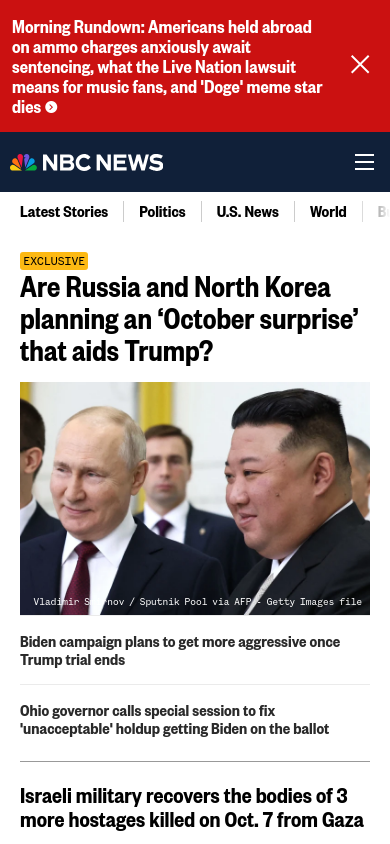 Morning Rundown: Americans held abroad
on ammo charges anxiously await
sentencing, what the Live Nation lawsuit
means for music fans, and 'Doge' meme star
dies
NBC NEWS
Latest Stories Politics U.S. News World
EXCLUSIVE
Are Russia and North Korea
planning an ‘October surprise’
that aids Trump?
Vladimir / Sputnik Pool via AFP - Getty Images file
Biden campaign plans to get more aggressive once
Trump trial ends
Ohio governor calls special session to fix
'unacceptable' holdup getting Biden on the ballot
Israeli military recovers the bodies of 3
more hostages killed on Oct. 7 from Gaza